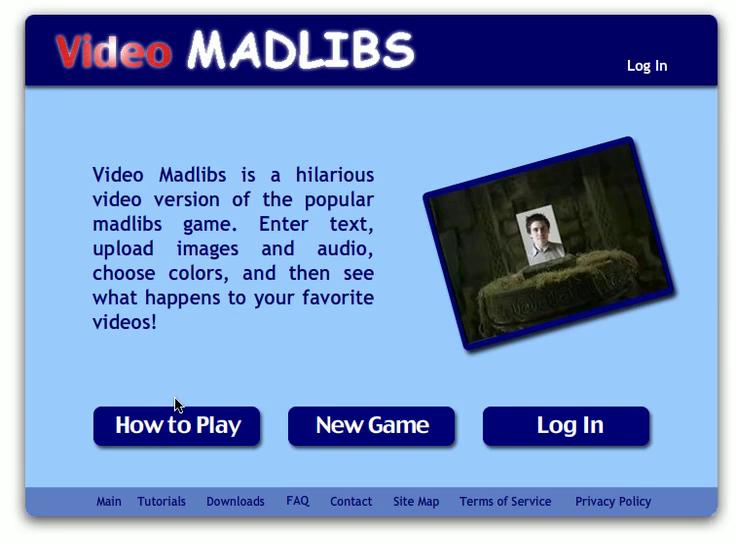 Video MADLIBS
Log In
Video Madlibs is a hilarious
video version of the popular
madlibs game. Enter text,
upload images and audio,
choose colors, and then see
what happens to your favorite
videos!
How to Play
New Game
Log In
Main Tutorials Downloads FAQ Contact Site Map Terms of Service Privacy Policy